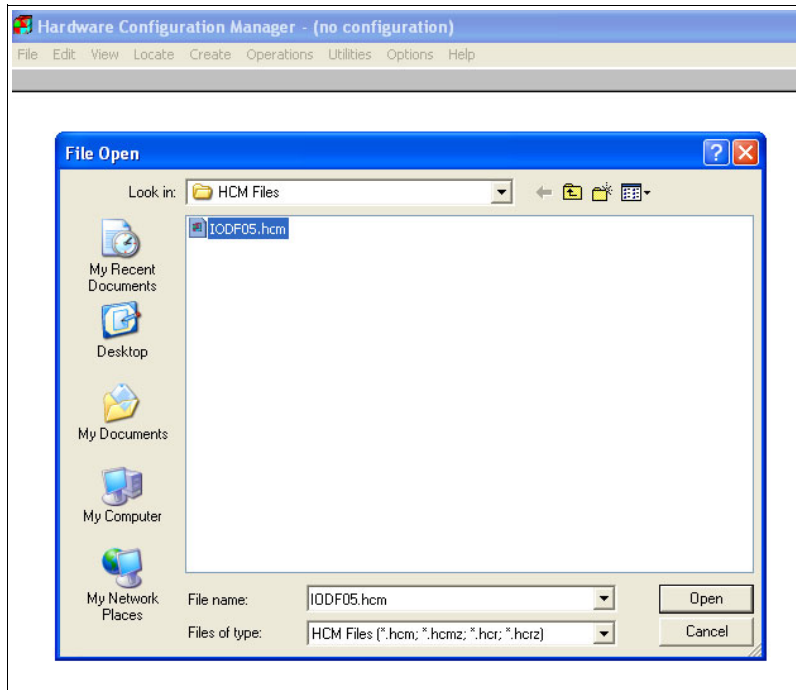 Hardware Configuration Manager - (no configuration)
File Edit View Locate Create Operations Utilities Options Help
File Open
Look in: HCM Files
IODF05.hcm
My Recent
Documents
Desktop
My Documents
My Computer
My Network
Places
File name: IODF05.hcm Open
Files of type: HCM Files (*.hcm; *.hcmz; *.hcr; *.hcrz) Cancel